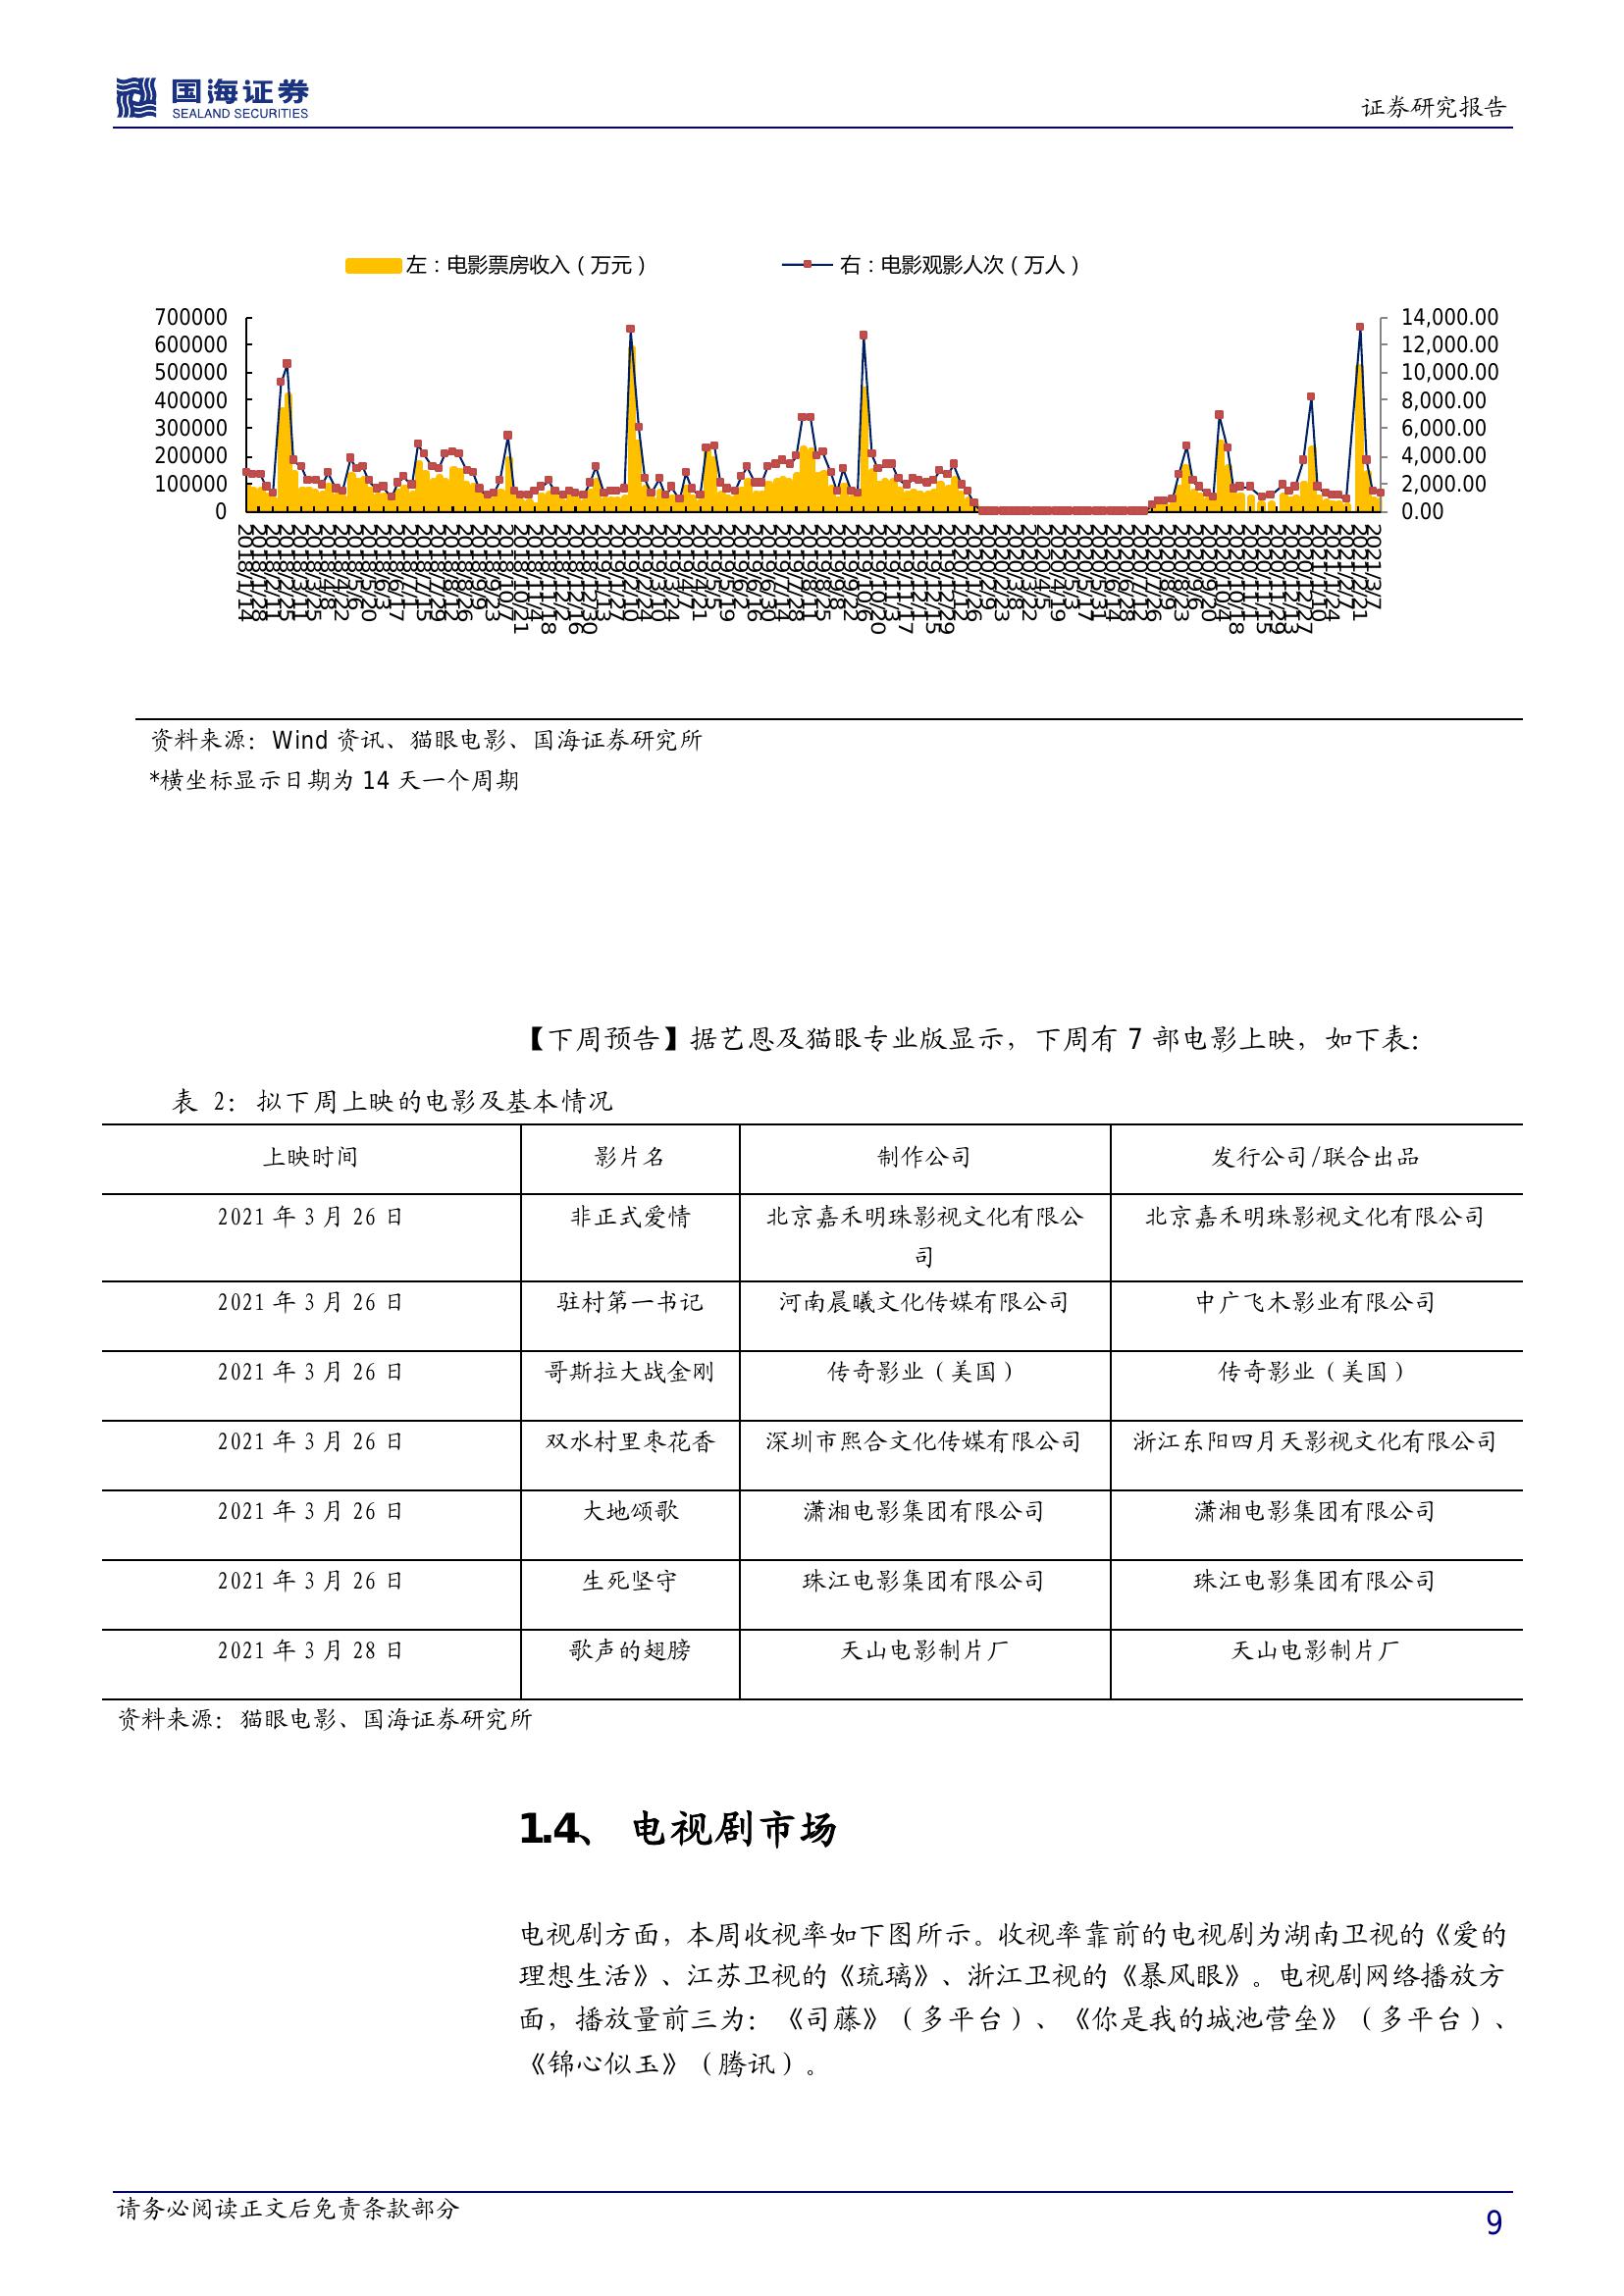 国海证券
SEALAND SECURITIES
证券研究报告
左：电影票房收入（万元）
右：电影观影人次（万人）
700000
600000
500000
400000
300000
200000
100000
0
14,000.00
12,000.00
10,000.00
8,000.00
6,000.00
4,000.00
2,000.00
0.00
2018/1/14
2021/3/7
资料来源：Wind 资讯、猫眼电影、国海证券研究所
*横坐标显示日期为 14 天一个周期
【下周预告】据艺恩及猫眼专业版显示，下周有 7 部电影上映，如下表：
表 2：拟下周上映的电影及基本情况
上映时间 影片名 制作公司 发行公司/联合出品
2021 年 3 月 26 日 非正式爱情 北京嘉禾明珠影视文化有限公 北京嘉禾明珠影视文化有限公司
司
2021 年 3 月 26 日 驻村第一书记 河南晨曦文化传媒有限公司 中广飞木影业有限公司
2021 年 3 月 26 日 哥斯拉大战金刚 传奇影业（美国） 传奇影业（美国）
2021 年 3 月 26 日 双水村里枣花香 深圳市熙合文化传媒有限公司 浙江东阳四月天影视文化有限公司
2021 年 3 月 26 日 大地颂歌 潇湘电影集团有限公司 潇湘电影集团有限公司
2021 年 3 月 26 日 生死坚守 珠江电影集团有限公司 珠江电影集团有限公司
2021 年 3 月 28 日 歌声的翅膀 天山电影制片厂 天山电影制片厂
资料来源：猫眼电影、国海证券研究所
1.4、 电视剧市场
电视剧方面，本周收视率如下图所示。收视率靠前的电视剧为湖南卫视的《爱的
理想生活》、江苏卫视的《琉璃》、浙江卫视的《暴风眼》。电视剧网络播放方
面，播放量前三为：《司藤》（多平台）、《你是我的城池营垒》（多平台）、
《锦心似玉》（腾讯）。
请务必阅读正文后免责条款部分
9